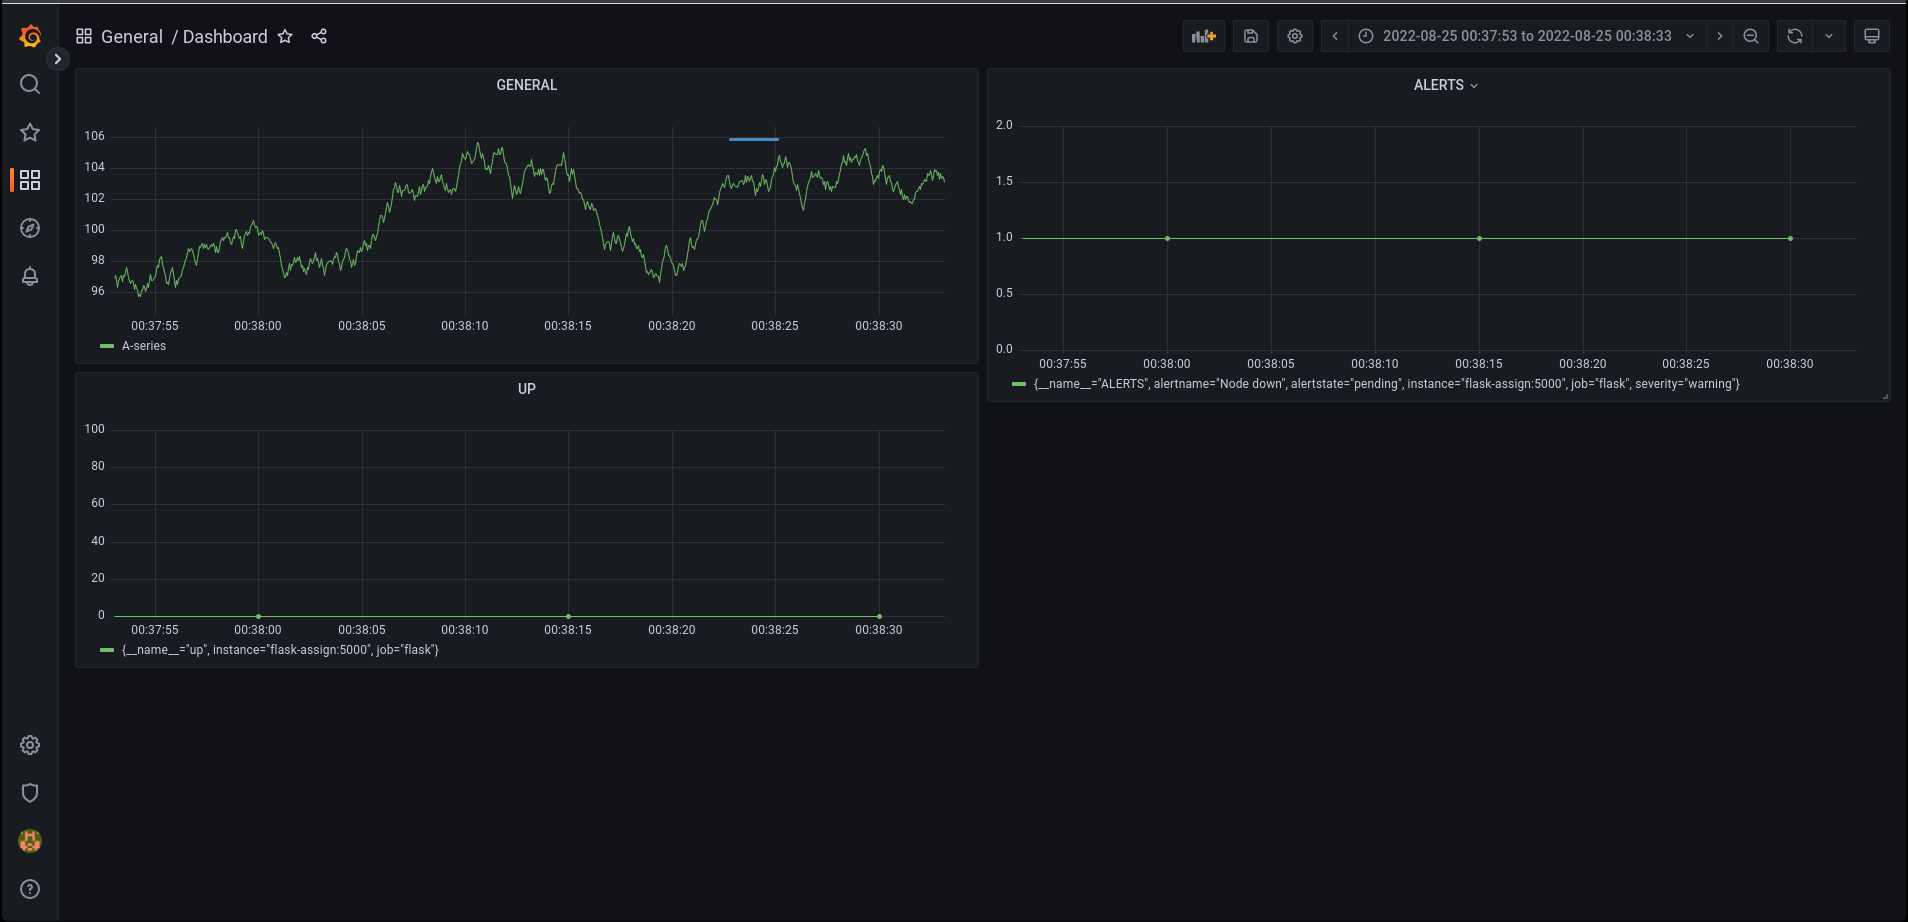 General / Dashboard
2022-08-25 00:37:53 to 2022-08-25 00:38:33
GENERAL
106
104
102
100
98
96
00:37:55 00:38:00 00:38:05 00:38:10 00:38:15 00:38:20 00:38:25 00:38:30
A-series
ALERTS
2.0
1.5
1.0
0.5
0.0
00:37:55 00:38:00 00:38:05 00:38:10 00:38:15 00:38:20 00:38:25 00:38:30
{__name__="ALERTS", alertname="Node down", alertstate="pending", instance="flask-assign:5000", job="flask", severity="warning"}
UP
100
80
60
40
20
0
00:37:55 00:38:00 00:38:05 00:38:10 00:38:15 00:38:20 00:38:25 00:38:30
{__name__="up", instance="flask-assign:5000", job="flask"}